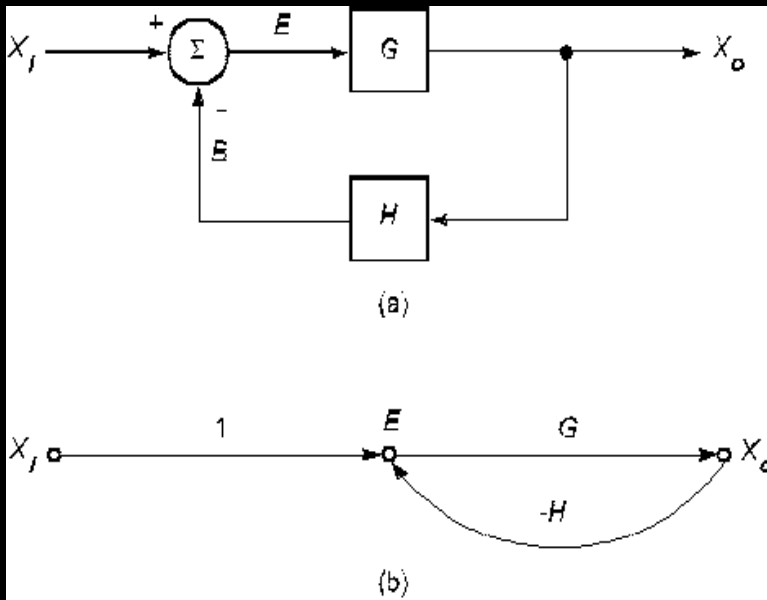 + E
X_i Σ G X_o
−
B
H
(a)
1 E G
X_i X_o
-H
(b)